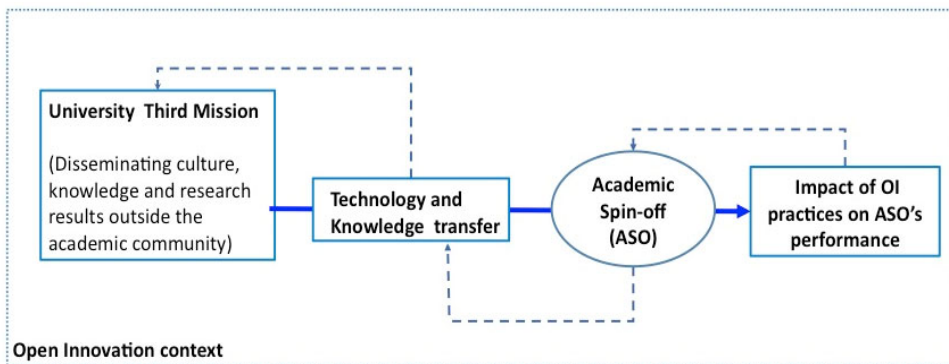 University Third Mission
(Disseminating culture,
knowledge and research
results outside the
academic community)
Technology and
Knowledge transfer
Academic
Spin-off
(ASO)
Impact of OI
practices on ASO's
performance
Open Innovation context